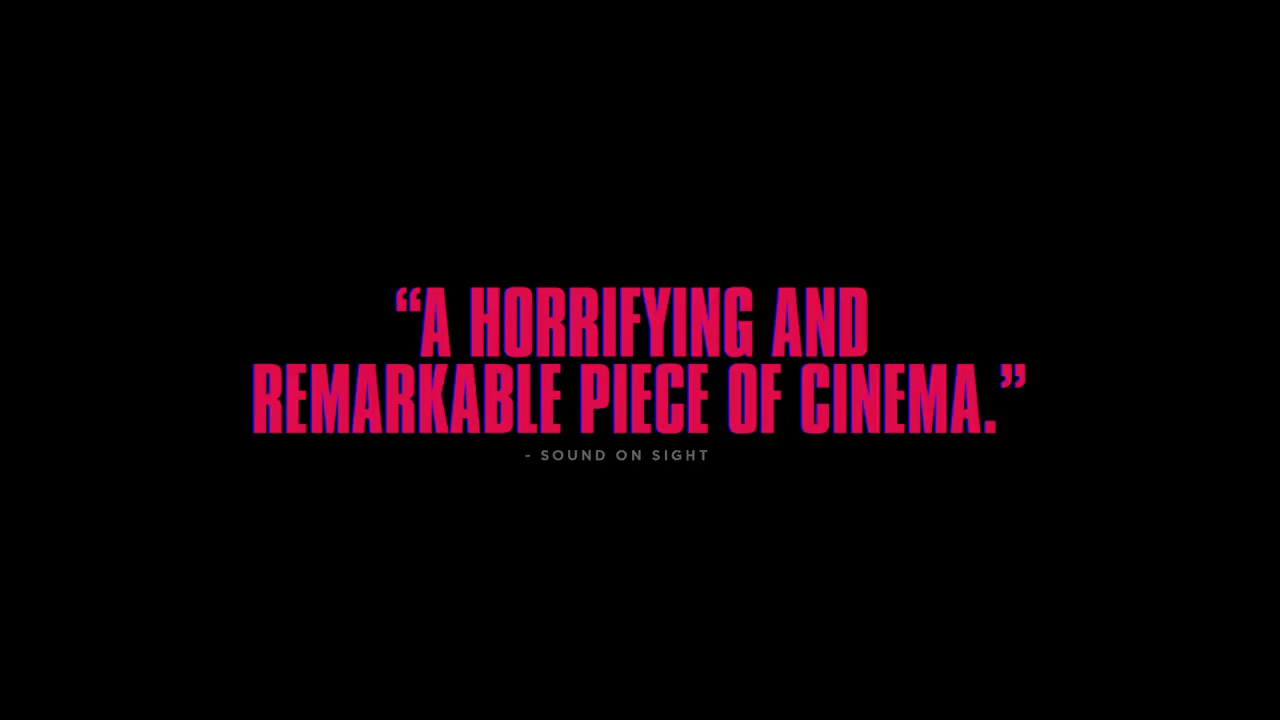 “A HORRIFYING AND
REMARKABLE PIECE OF CINEMA.”
- SOUND ON SIGHT